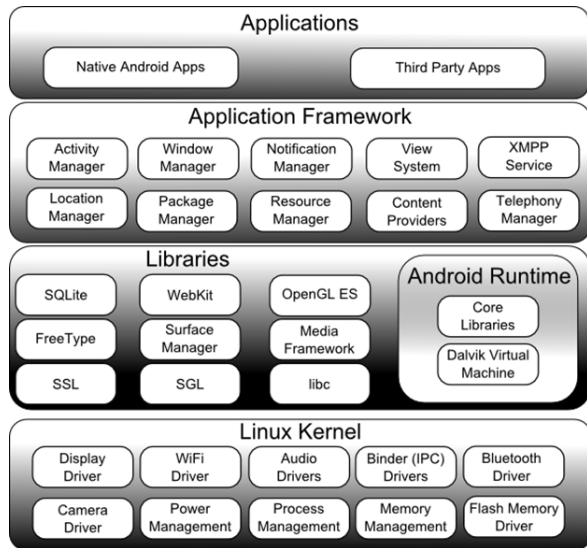 Applications
Native Android Apps
Third Party Apps
Application Framework
Activity
Manager
Window
Manager
Notification
Manager
View
System
XMPP
Service
Location
Manager
Package
Manager
Resource
Manager
Content
Providers
Telephony
Manager
Libraries
SQLite
WebKit
OpenGL ES
FreeType
Surface
Manager
Media
Framework
SSL
SGL
libc
Android Runtime
Core
Libraries
Dalvik Virtual
Machine
Linux Kernel
Display
Driver
WiFi
Driver
Audio
Drivers
Binder (IPC)
Drivers
Bluetooth
Driver
Camera
Driver
Power
Management
Process
Management
Memory
Management
Flash Memory
Driver